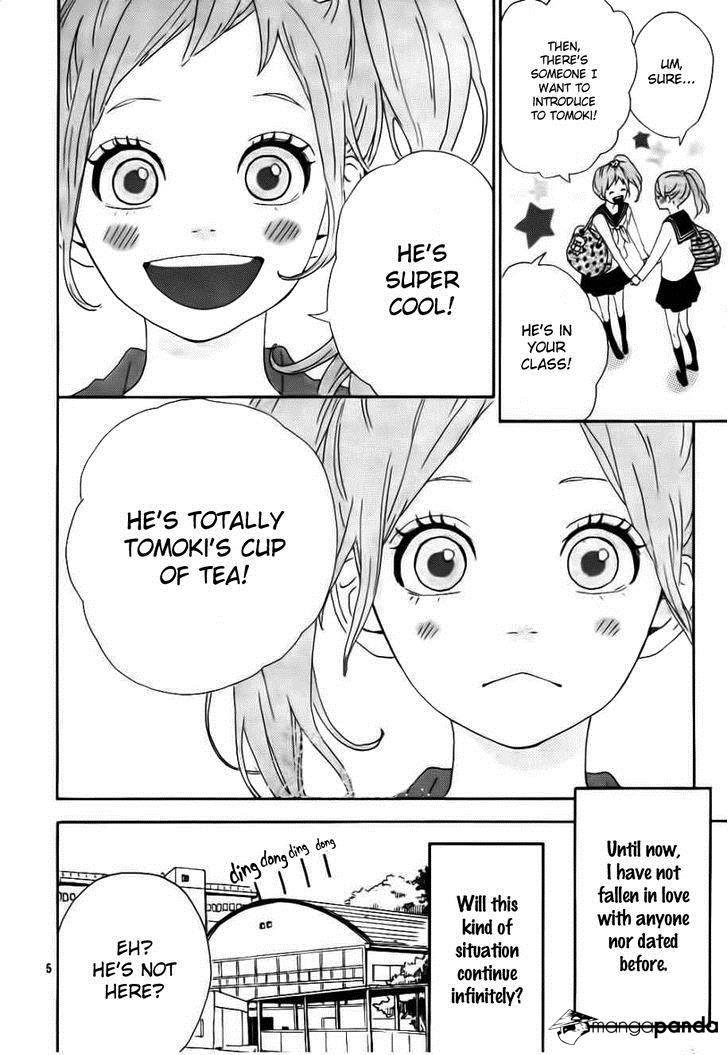 UM,
SURE...
THEN,
THERE'S
SOMEONE I
WANT TO
INTRODUCE
TO TOMOKI!
HE'S IN
YOUR
CLASS!
HE'S
SUPER
COOL!
HE'S TOTALLY
TOMOKI'S CUP
OF TEA!
Until now,
I have not
fallen in love
with anyone
nor dated
before.
Will this
kind of
situation
continue
infinitely?
ding dong ding dong
EH?
HE'S NOT
HERE?
5
mangapanda